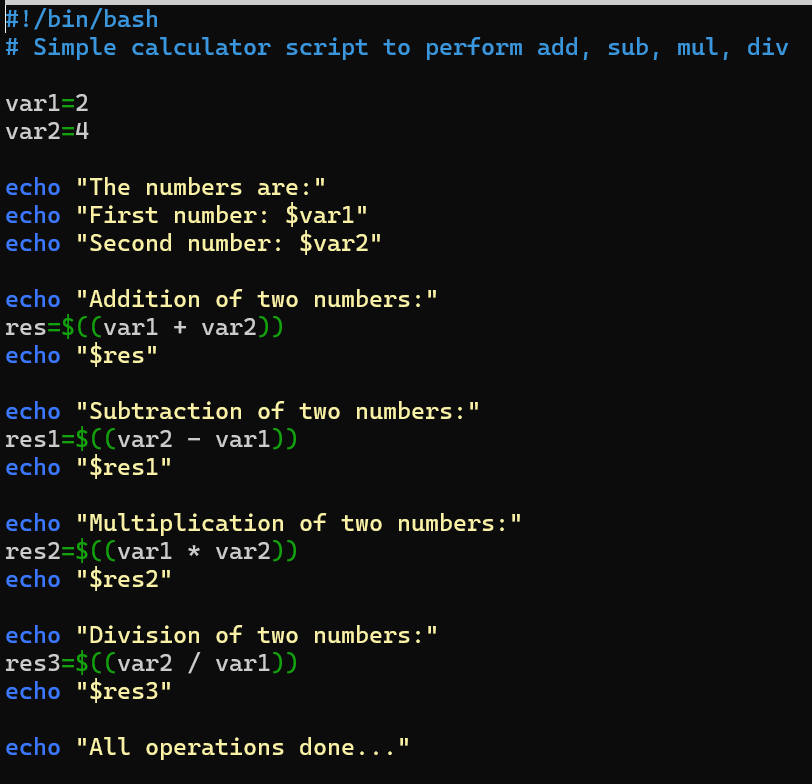 #!/bin/bash
# Simple calculator script to perform add, sub, mul, div
var1=2
var2=4
echo "The numbers are:"
echo "First number: $var1"
echo "Second number: $var2"
echo "Addition of two numbers:"
res=$((var1 + var2))
echo "$res"
echo "Subtraction of two numbers:"
res1=$((var2 - var1))
echo "$res1"
echo "Multiplication of two numbers:"
res2=$((var1 * var2))
echo "$res2"
echo "Division of two numbers:"
res3=$((var2 / var1))
echo "$res3"
echo "All operations done..."